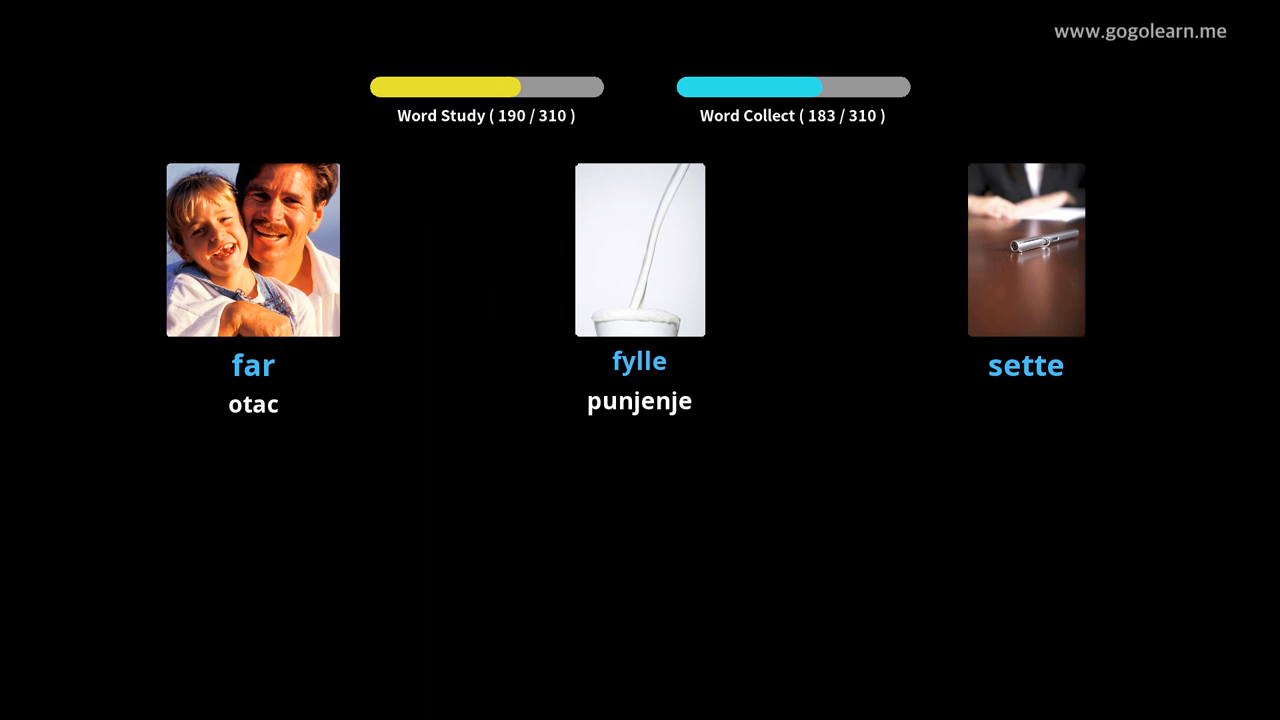 www.gogolearn.me
Word Study ( 190 / 310 )
Word Collect ( 183 / 310 )
far
otac
fylle
punjenje
sette